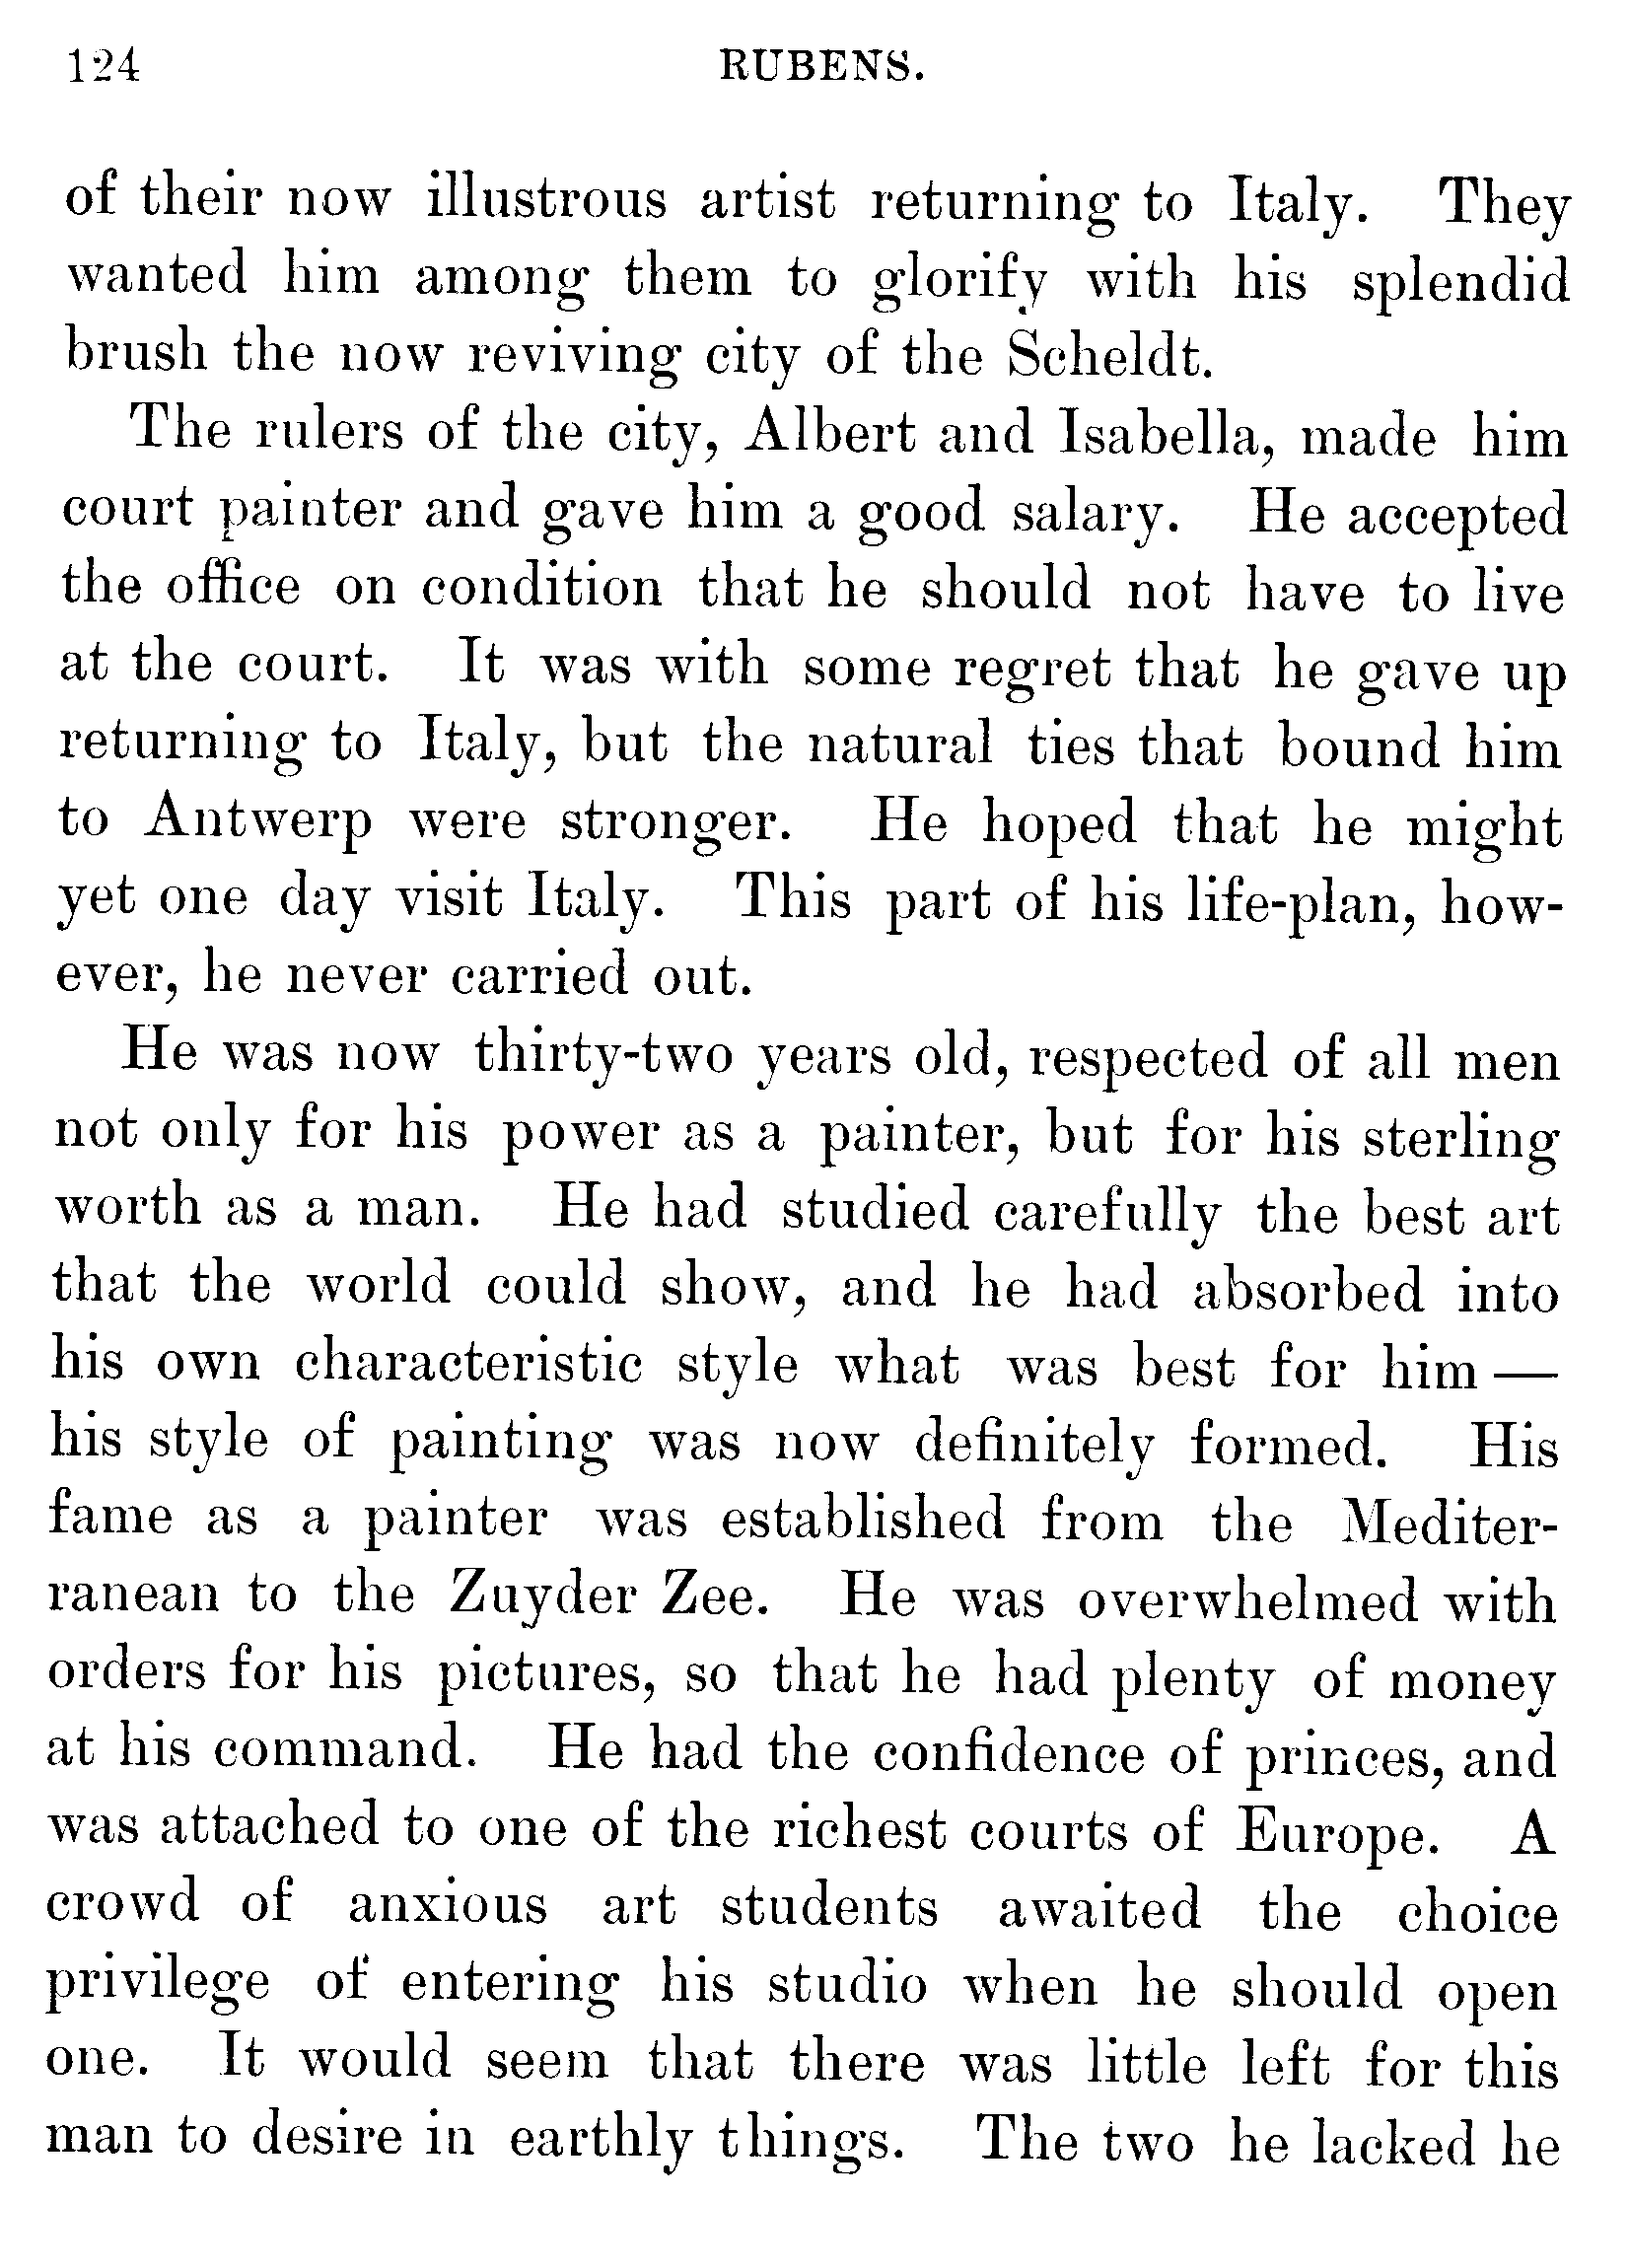 124 RUBENS.
of their now illustrous artist returning to Italy. They
wanted him among them to glorify with his splendid
brush the now reviving city of the Scheldt.
The rulers of the city, Albert and Isabella, made him
court painter and gave him a good salary. He accepted
the office on condition that he should not have to live
at the court. It was with some regret that he gave up
returning to Italy, but the natural ties that bound him
to Antwerp were stronger. He hoped that he might
yet one day visit Italy. This part of his life-plan, how-
ever, he never carried out.
He was now thirty-two years old, respected of all men
not only for his power as a painter, but for his sterling
worth as a man. He had studied carefully the best art
that the world could show, and he had absorbed into
his own characteristic style what was best for him —
his style of painting was now definitely formed. His
fame as a painter was established from the Mediter-
ranean to the Zuyder Zee. He was overwhelmed with
orders for his pictures, so that he had plenty of money
at his command. He had the confidence of princes, and
was attached to one of the richest courts of Europe. A
crowd of anxious art students awaited the choice
privilege of entering his studio when he should open
one. It would seem that there was little left for this
man to desire in earthly things. The two he lacked he